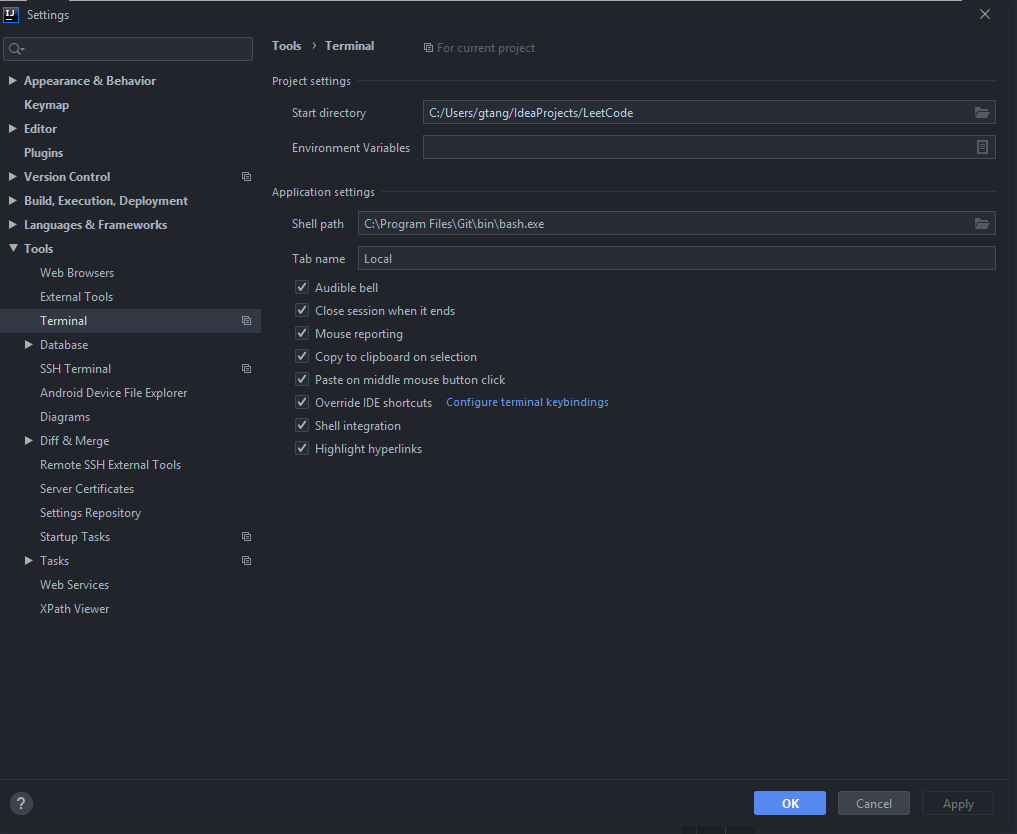 IJ Settings
Tools › Terminal For current project
Appearance & Behavior
Keymap
Editor
Plugins
Version Control
Build, Execution, Deployment
Languages & Frameworks
Tools
Web Browsers
External Tools
Terminal
Database
SSH Terminal
Android Device File Explorer
Diagrams
Diff & Merge
Remote SSH External Tools
Server Certificates
Settings Repository
Startup Tasks
Tasks
Web Services
XPath Viewer
Project settings
Start directory C:/Users/gtang/IdeaProjects/LeetCode
Environment Variables
Application settings
Shell path C:\Program Files\Git\bin\bash.exe
Tab name Local
Audible bell
Close session when it ends
Mouse reporting
Copy to clipboard on selection
Paste on middle mouse button click
Override IDE shortcuts Configure terminal keybindings
Shell integration
Highlight hyperlinks
? OK Cancel Apply